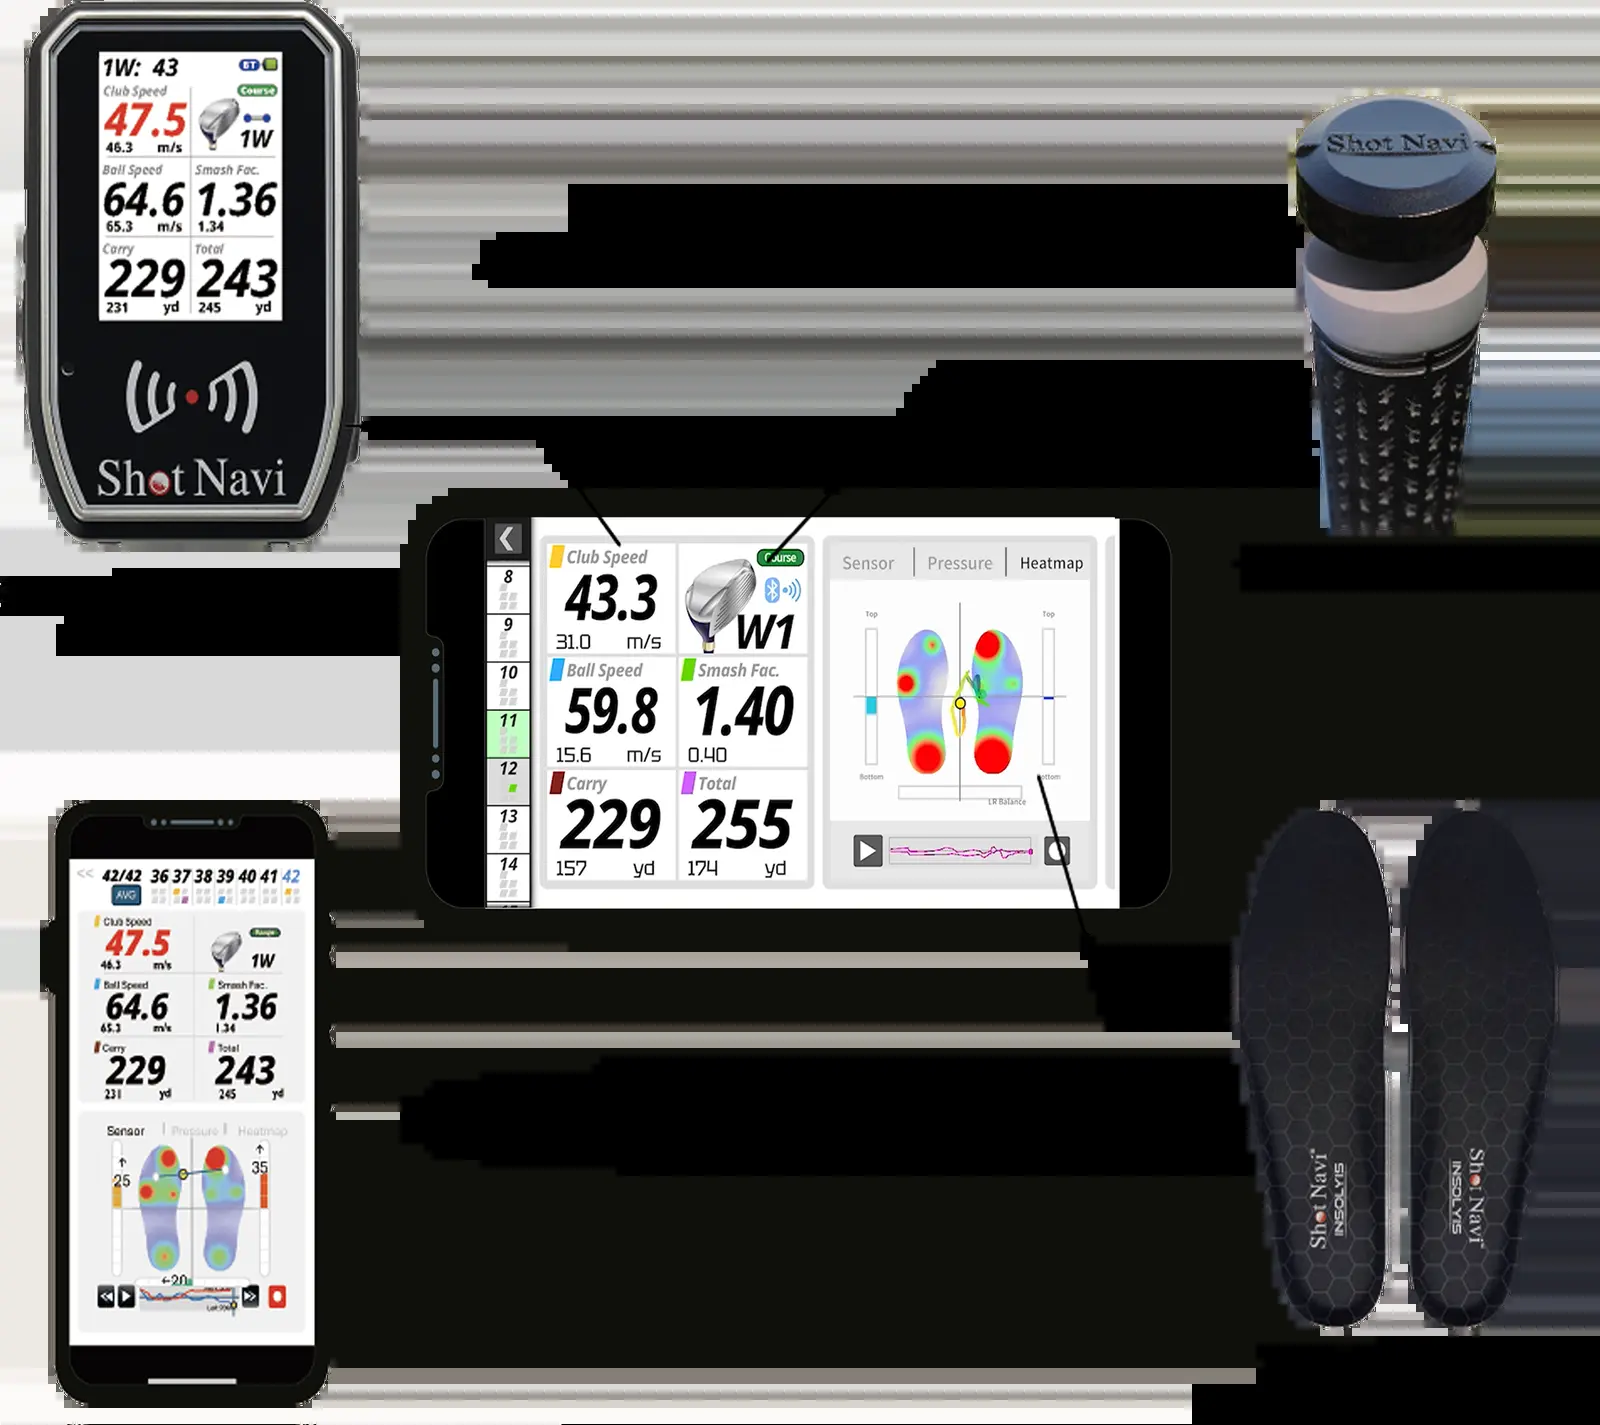 1W: 43
BT
Club Speed
Course
47.5
46.3 m/s
1W
Ball Speed
Smash Fac.
64.6
1.36
65.3 m/s
1.34
Carry
Total
229
243
231 yd
245 yd
Shot Navi
Shot Navi
8
9
10
11
12
13
14
Club Speed
Course
43.3
31.0 m/s
W1
Ball Speed
Smash Fac.
59.8
1.40
15.6 m/s
0.40
Carry
Total
229
255
157 yd
174 yd
Sensor | Pressure | Heatmap
Top
Top
Bottom
LR Balance
<< 42/42 36 37 38 39 40 41 42
AVG
Club Speed
47.5
46.3 m/s
1W
Ball Speed
Smash Fac.
64.6
1.36
65.3 m/s
1.34
Carry
Total
229
243
231 yd
245 yd
Sensor | Pressure | Heatmap
25
35
←20
Shot Navi
INSOLYIS
Shot Navi
INSOLYIS